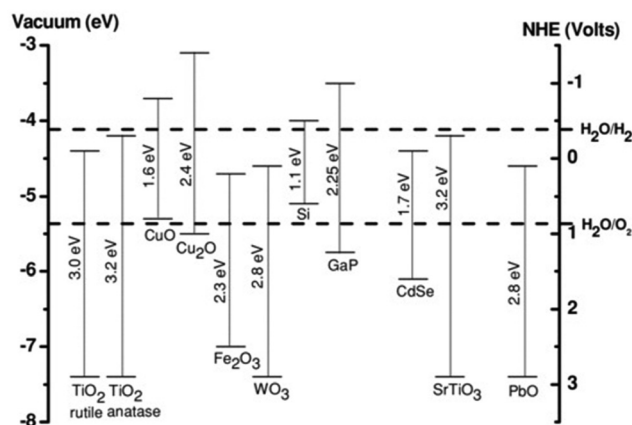 Vacuum (eV)
NHE (Volts)
-3
-4
-5
-6
-7
-8
-1
0
1
2
3
H₂O/H₂
H₂O/O₂
3.0 eV
3.2 eV
1.6 eV
2.4 eV
2.3 eV
2.8 eV
1.1 eV
2.25 eV
1.7 eV
3.2 eV
2.8 eV
CuO
Cu₂O
Si
GaP
CdSe
Fe₂O₃
TiO₂ TiO₂
rutile anatase
WO₃
SrTiO₃
PbO